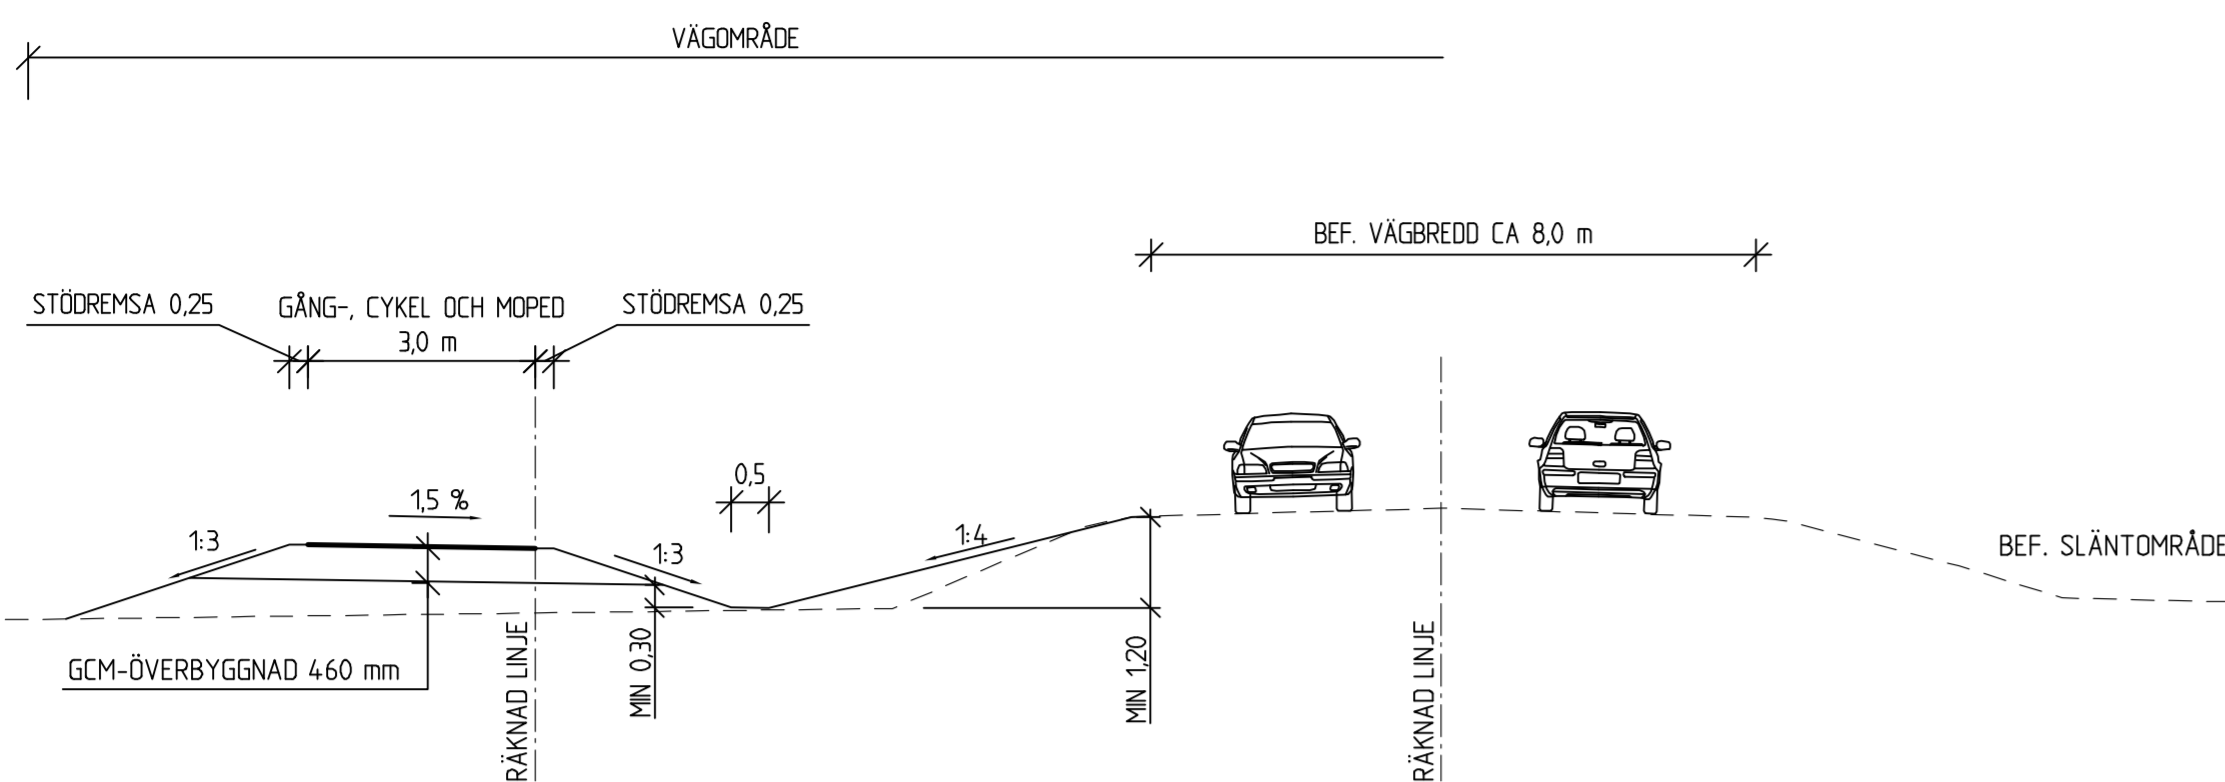 VÄGOMRÅDE
BEF. VÄGBREDD CA 8,0 m
STÖDREMSA 0,25
GÅNG-, CYKEL OCH MOPED
3,0 m
STÖDREMSA 0,25
0,5
1,5 %
1:3
1:3
1:4
BEF. SLÄNTOMRÅDE
GCM-ÖVERBYGGNAD 460 mm
RÄKNAD LINJE
MIN 0,30
MIN 1,20
RÄKNAD LINJE